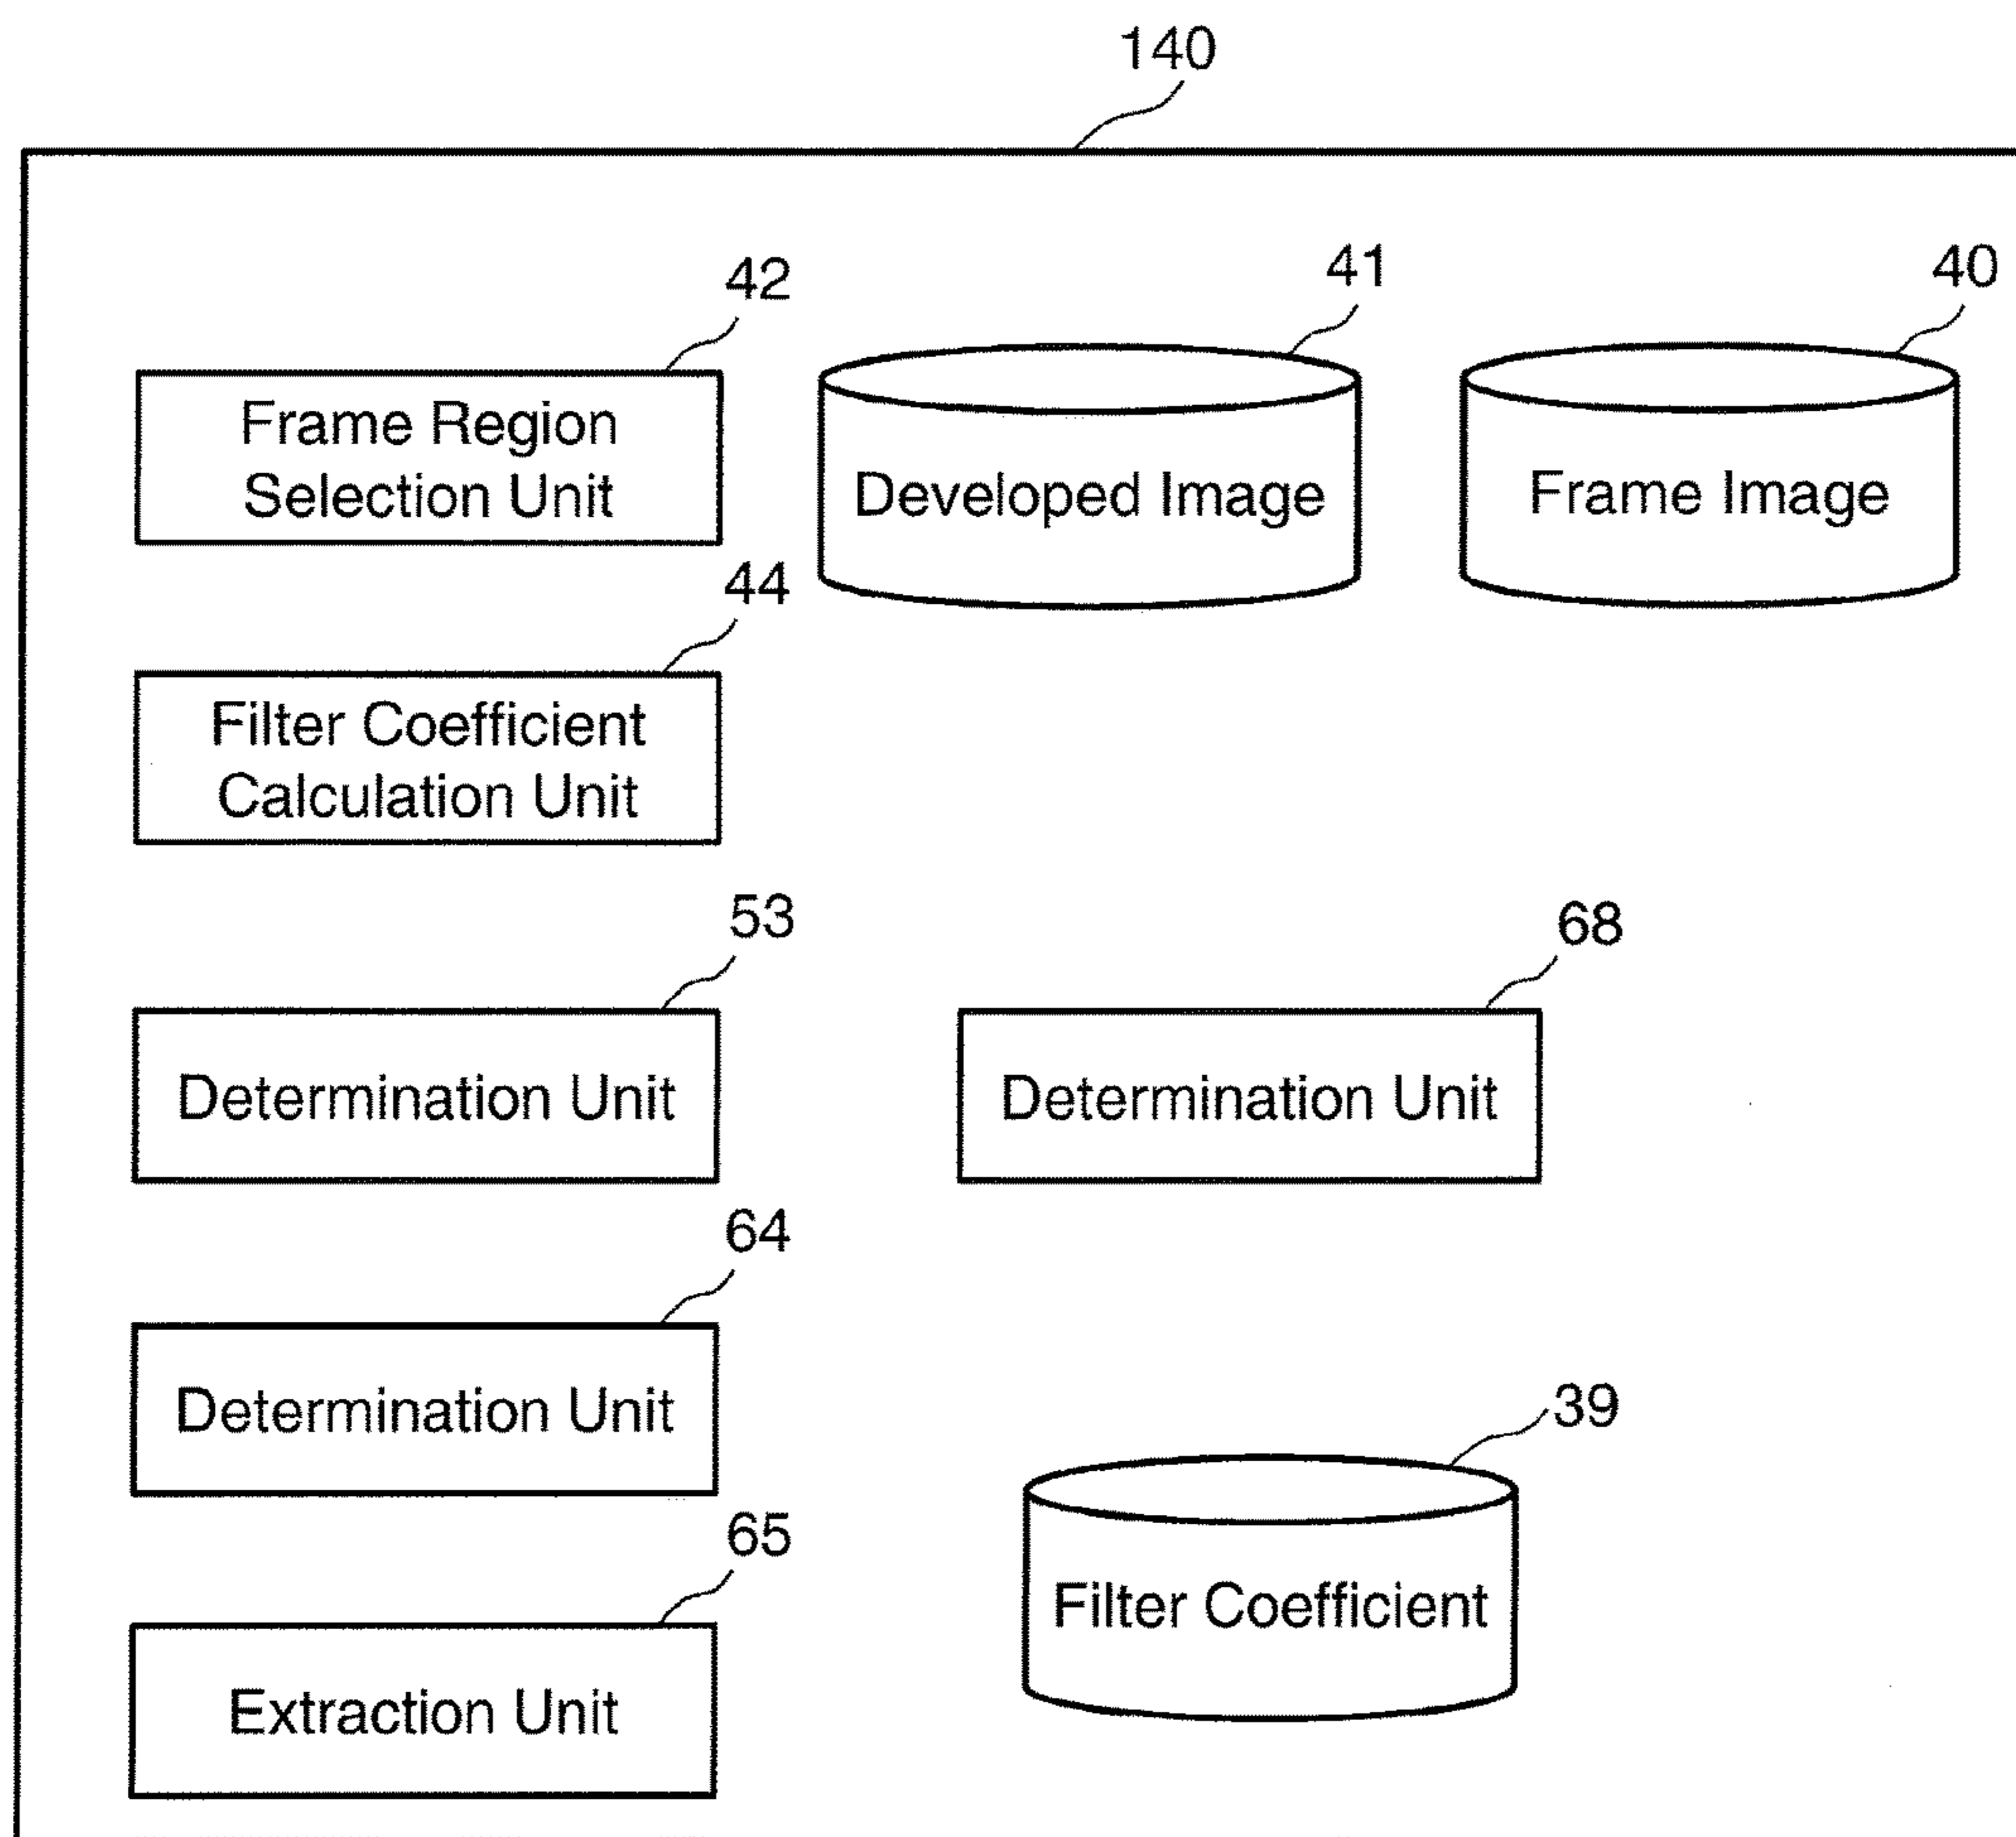 140
42
41
40
Frame Region
Selection Unit
Developed Image
Frame Image
44
Filter Coefficient
Calculation Unit
53
68
Determination Unit
Determination Unit
64
Determination Unit
39
65
Filter Coefficient
Extraction Unit